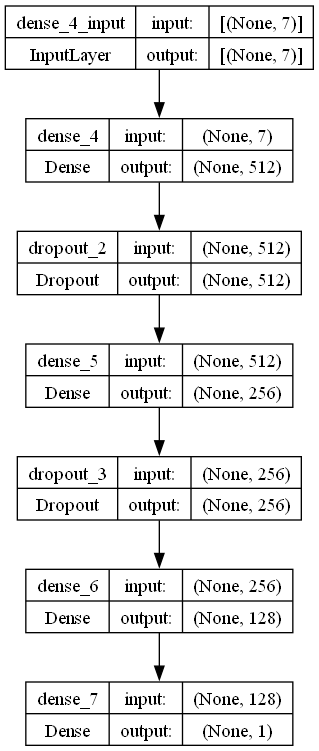 dense_4_input input: [(None, 7)]
InputLayer output: [(None, 7)]
dense_4 input: (None, 7)
Dense output: (None, 512)
dropout_2 input: (None, 512)
Dropout output: (None, 512)
dense_5 input: (None, 512)
Dense output: (None, 256)
dropout_3 input: (None, 256)
Dropout output: (None, 256)
dense_6 input: (None, 256)
Dense output: (None, 128)
dense_7 input: (None, 128)
Dense output: (None, 1)